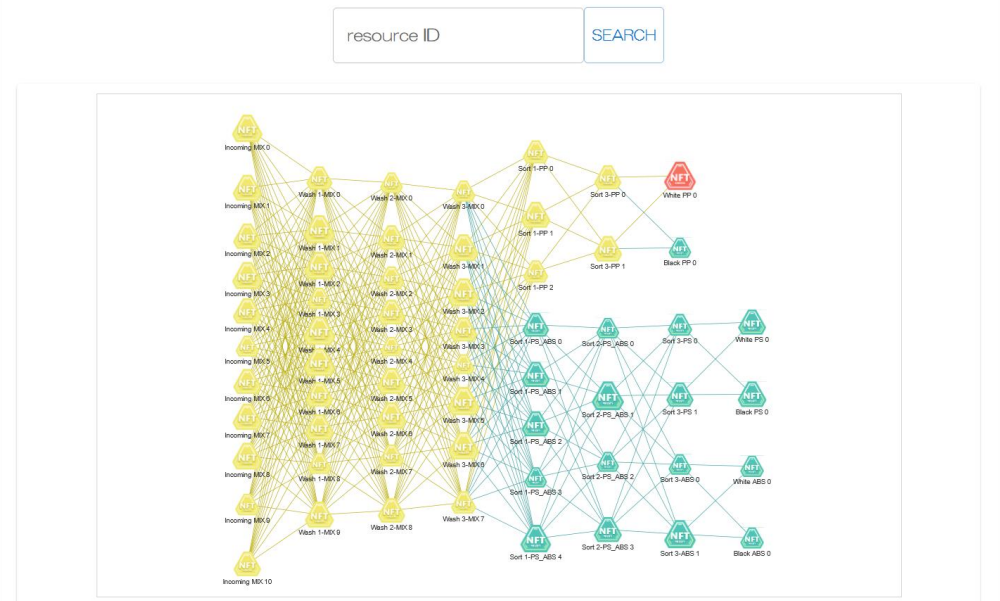 resource ID
SEARCH
NFT
Incoming MIX 0
Incoming MIX 1
Incoming MIX 2
Incoming MIX 3
Incoming MIX 4
Incoming MIX 5
Incoming MIX 6
Incoming MIX 7
Incoming MIX 8
Incoming MIX 9
Incoming MIX 10
Wash 1-MIX 0
Wash 1-MIX 1
Wash 1-MIX 2
Wash 1-MIX 3
Wash 1-MIX 4
Wash 1-MIX 5
Wash 1-MIX 6
Wash 1-MIX 7
Wash 1-MIX 8
Wash 1-MIX 9
Wash 2-MIX 0
Wash 2-MIX 1
Wash 2-MIX 2
Wash 2-MIX 3
Wash 2-MIX 4
Wash 2-MIX 5
Wash 2-MIX 6
Wash 2-MIX 7
Wash 2-MIX 8
Wash 3-MIX 0
Wash 3-MIX 1
Wash 3-MIX 2
Wash 3-MIX 3
Wash 3-MIX 4
Wash 3-MIX 5
Wash 3-MIX 6
Wash 3-MIX 7
Sort 1-PP 0
Sort 1-PP 1
Sort 1-PP 2
Sort 1-PS_ABS 0
Sort 1-PS_ABS 1
Sort 1-PS_ABS 2
Sort 1-PS_ABS 3
Sort 1-PS_ABS 4
Sort 3-PP 0
Sort 3-PP 1
Sort 2-PS_ABS 0
Sort 2-PS_ABS 1
Sort 2-PS_ABS 2
Sort 2-PS_ABS 3
White PP 0
Black PP 0
Sort 3-PS 0
Sort 3-PS 1
Sort 3-ABS 0
Sort 3-ABS 1
White PS 0
Black PS 0
White ABS 0
Black ABS 0